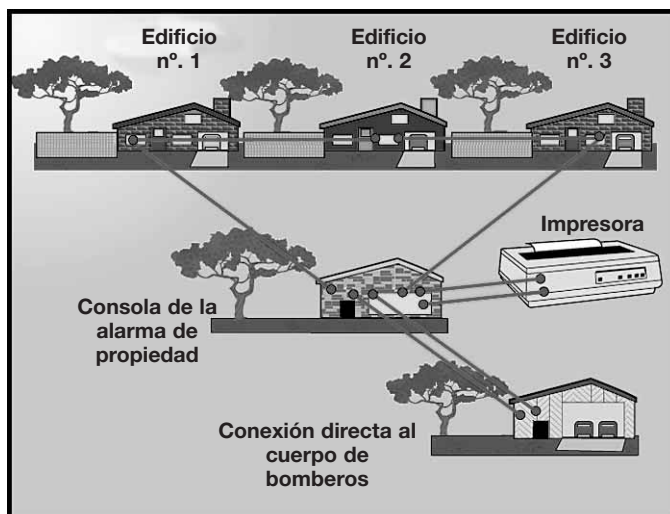 Edificio
nº. 1
Edificio
nº. 2
Edificio
nº. 3
Impresora
Consola de la
alarma de
propiedad
Conexión directa al
cuerpo de
bomberos